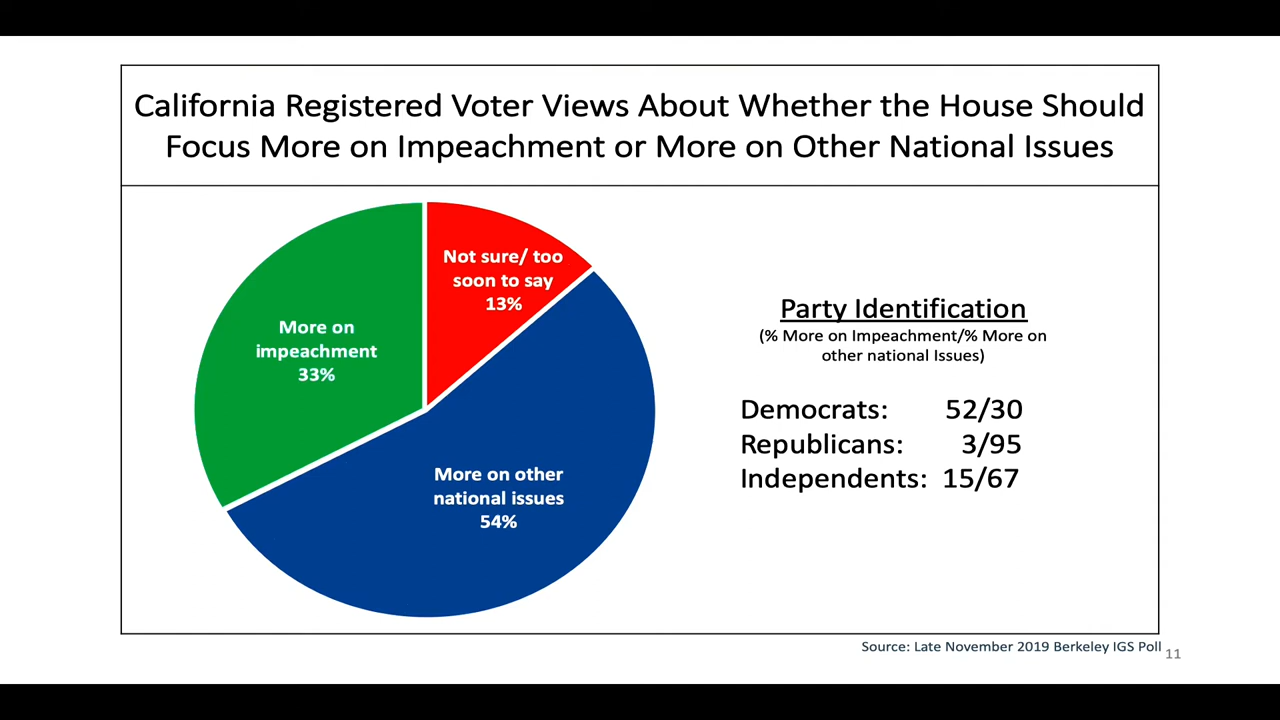 California Registered Voter Views About Whether the House Should
Focus More on Impeachment or More on Other National Issues
Not sure/ too
soon to say
13%
More on
impeachment
33%
More on other
national issues
54%
Party Identification
(% More on Impeachment/% More on
other national Issues)
Democrats: 52/30
Republicans: 3/95
Independents: 15/67
Source: Late November 2019 Berkeley IGS Poll
11